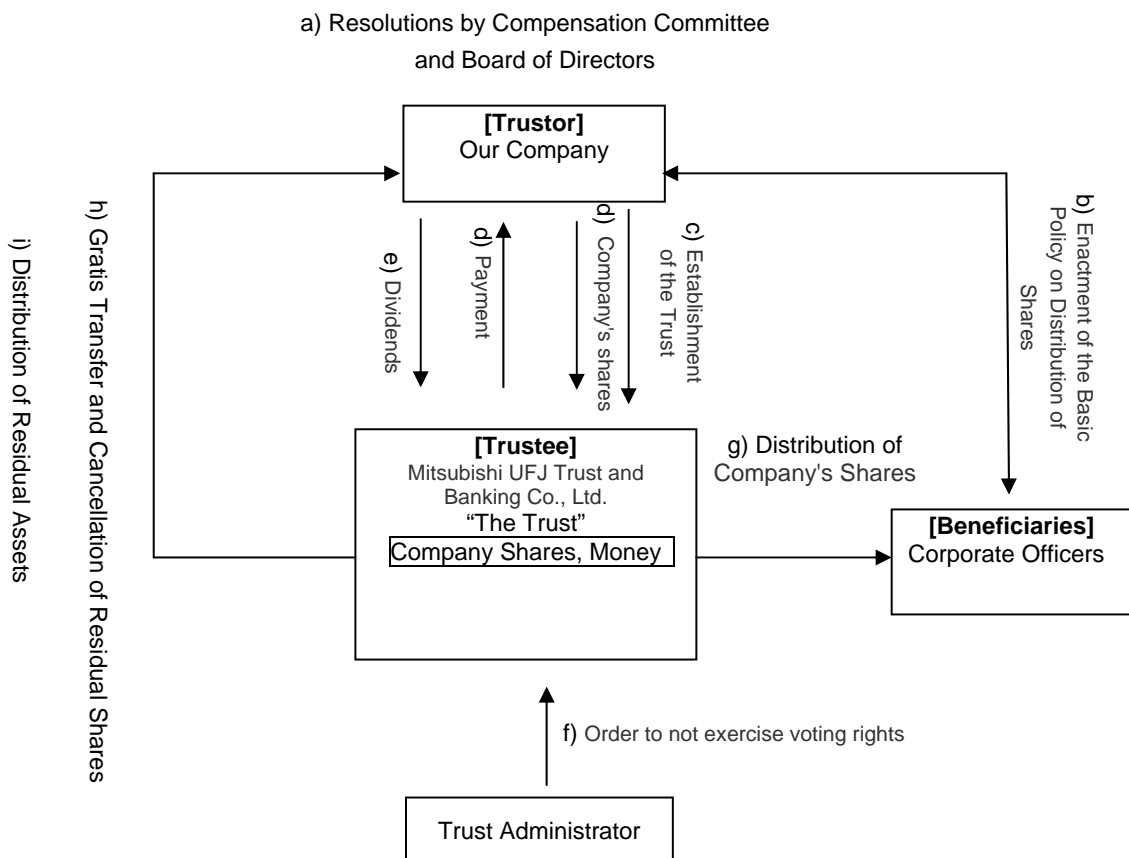 a) Resolutions by Compensation Committee
and Board of Directors
[Trustor]
Our Company
i) Distribution of Residual Assets
h) Gratis Transfer and Cancellation of Residual Shares
e) Dividends
d) Payment
d) Company's shares
c) Establishment
of the Trust
b) Enactment of the Basic
Policy on Distribution of
Shares
[Trustee]
Mitsubishi UFJ Trust and
Banking Co., Ltd.
“The Trust”
Company Shares, Money
g) Distribution of
Company's Shares
[Beneficiaries]
Corporate Officers
f) Order to not exercise voting rights
Trust Administrator